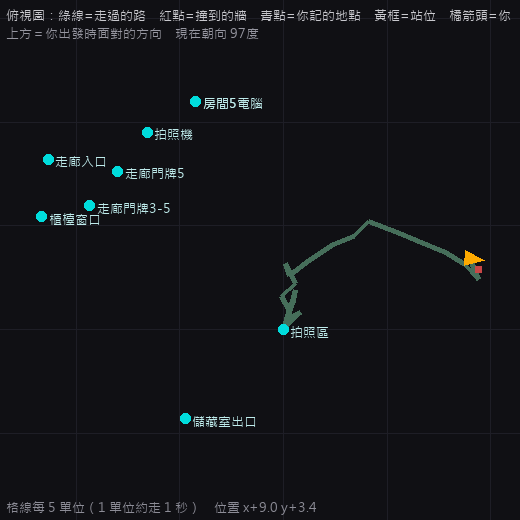 俯視圖：綠線=走過的路　紅點=撞到的牆　青點=你記的地點　黃框=站位　橘箭頭=你
上方＝你出發時面對的方向　現在朝向 97度
房間5電腦
拍照機
走廊入口
走廊門牌5
走廊門牌3-5
櫃檯窗口
拍照區
儲藏室出口
格線每 5 單位（1 單位約走 1 秒）　位置 x+9.0 y+3.4